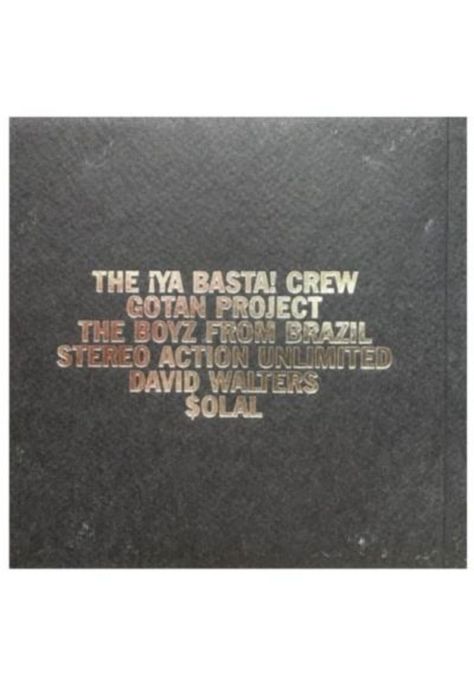 THE ¡YA BASTA! CREW
GOTAN PROJECT
THE BOYZ FROM BRAZIL
STEREO ACTION UNLIMITED
DAVID WALTERS
$OLAL